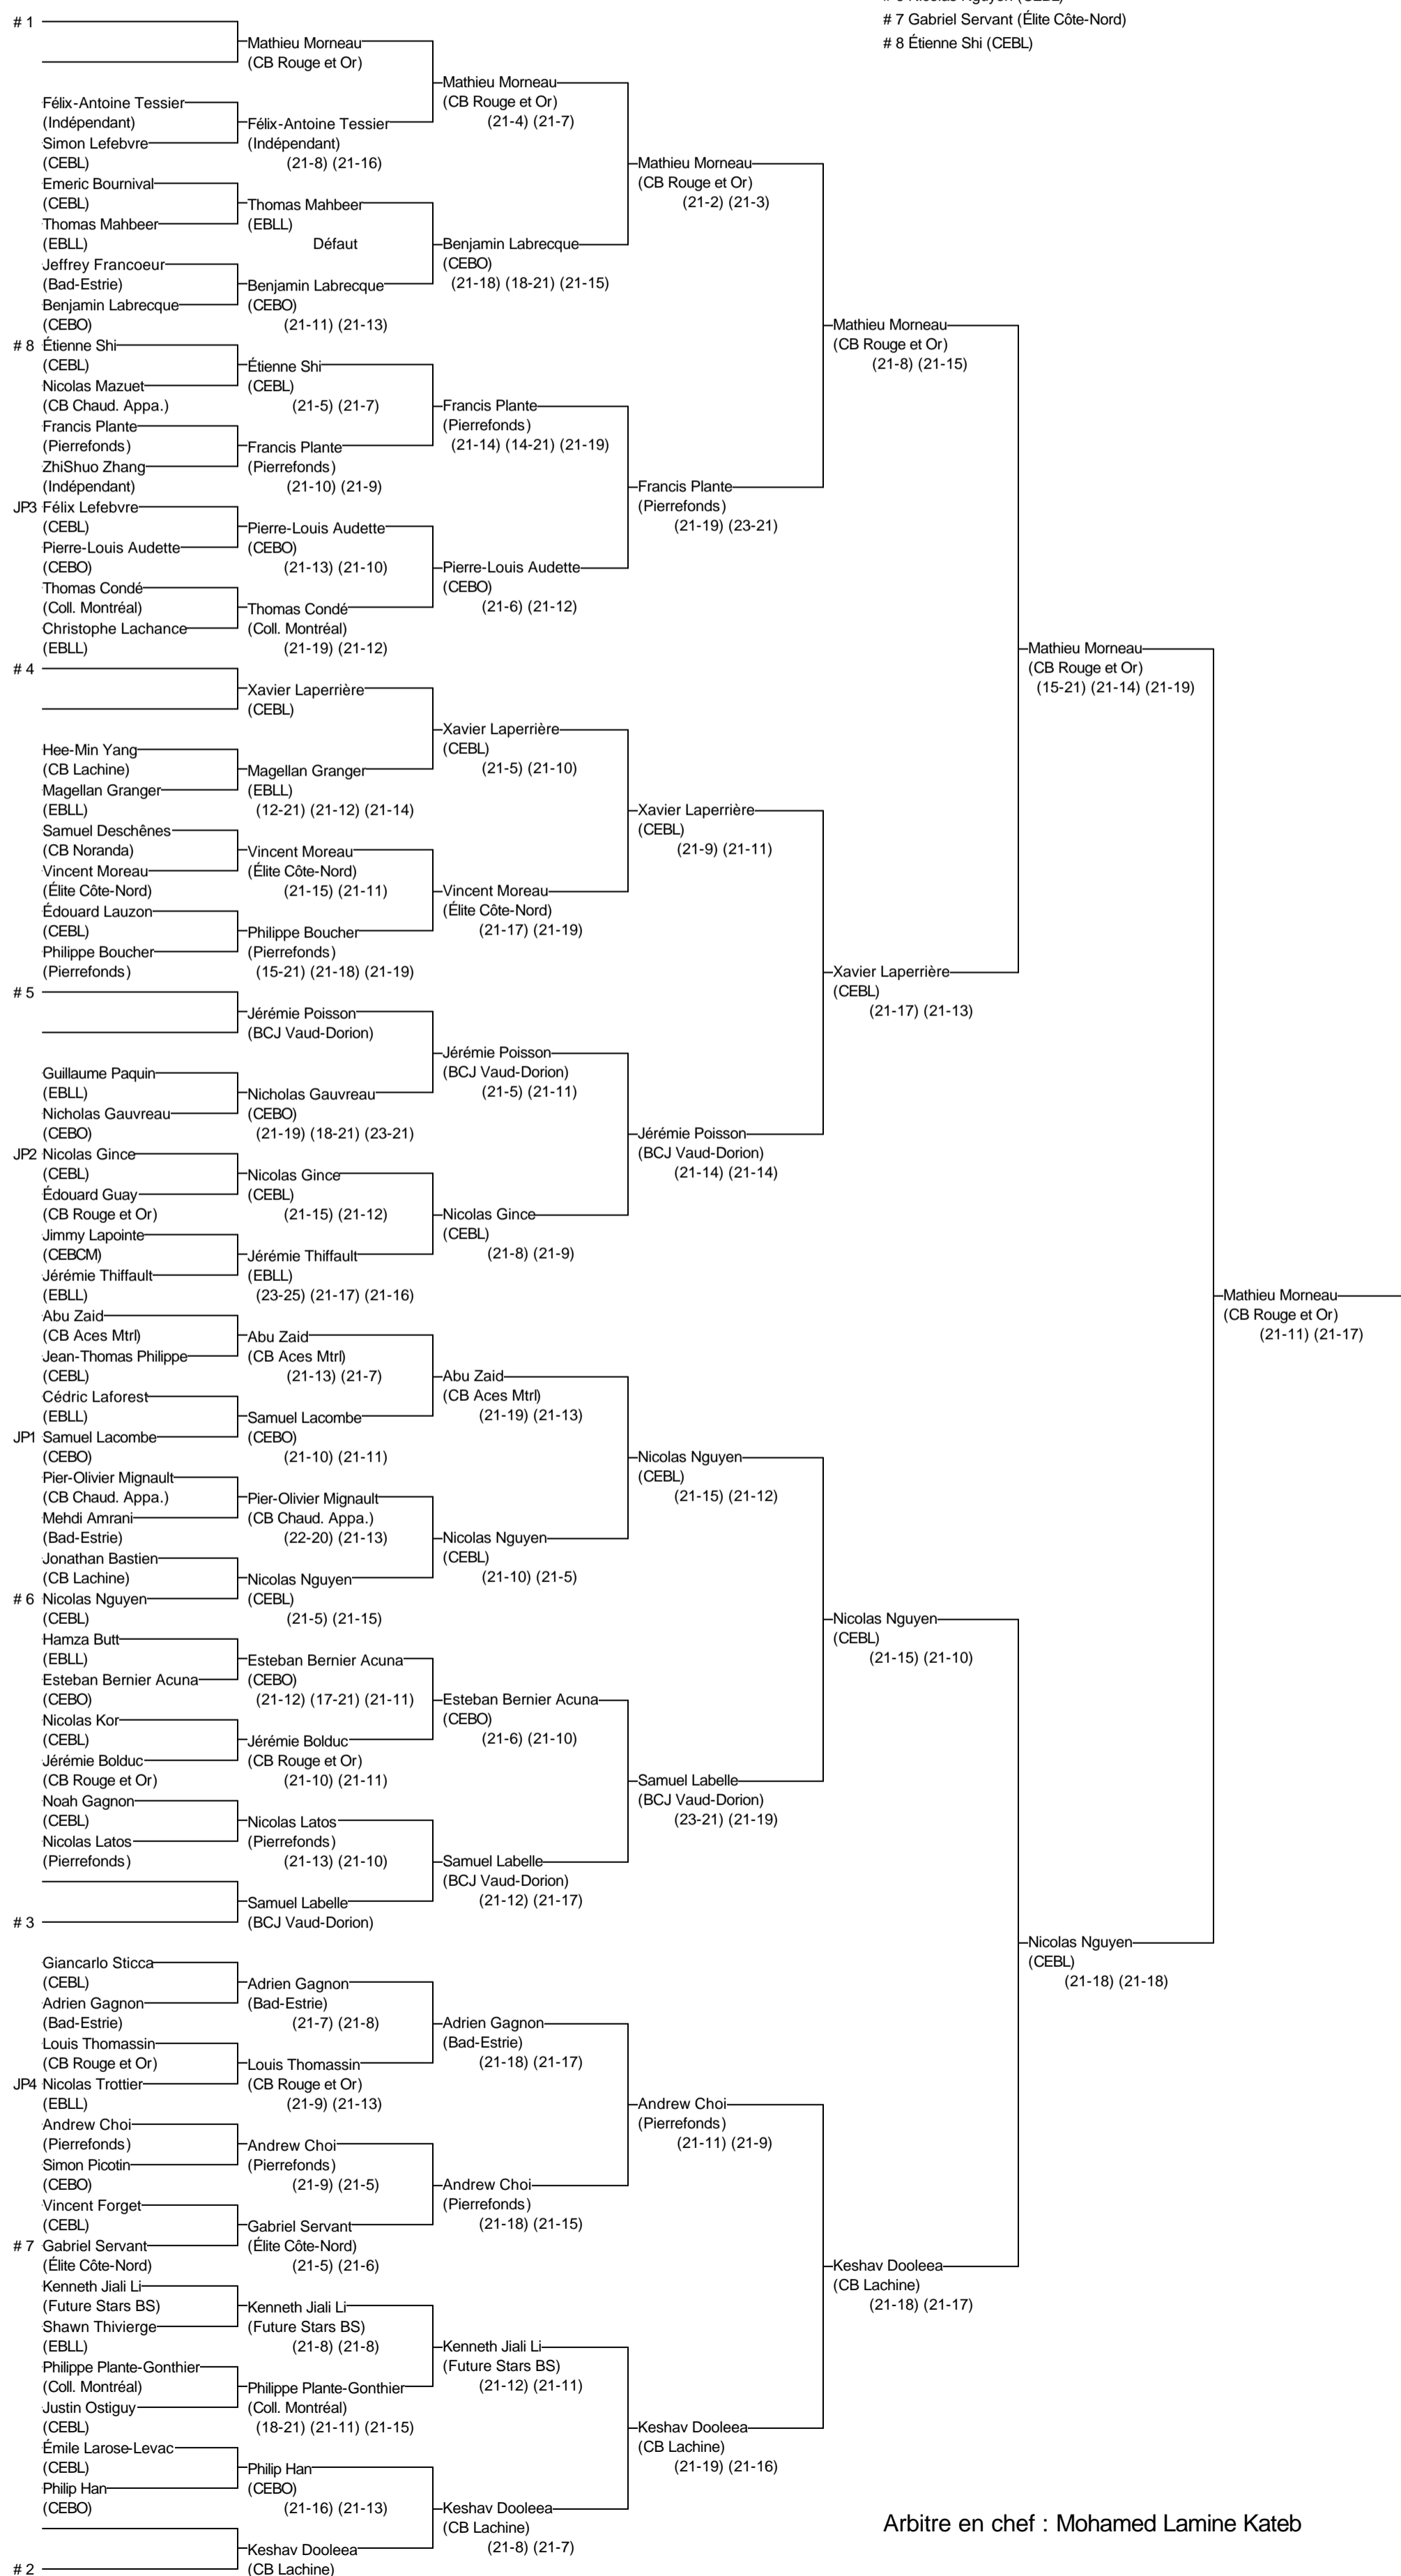 # 7 Gabriel Servant (Élite Côte-Nord)
# 8 Étienne Shi (CEBL)
# 1
Mathieu Morneau
(CB Rouge et Or)
Félix-Antoine Tessier
(Indépendant)
Simon Lefebvre
(CEBL)
Félix-Antoine Tessier
(Indépendant)
(21-8) (21-16)
Mathieu Morneau
(CB Rouge et Or)
(21-4) (21-7)
Emeric Bournival
(CEBL)
Thomas Mahbeer
(EBLL)
Thomas Mahbeer
(EBLL)
Défaut
Jeffrey Francoeur
(Bad-Estrie)
Benjamin Labrecque
(CEBO)
Benjamin Labrecque
(CEBO)
(21-11) (21-13)
Benjamin Labrecque
(CEBO)
(21-18) (18-21) (21-15)
Mathieu Morneau
(CB Rouge et Or)
(21-2) (21-3)
# 8 Étienne Shi
(CEBL)
Nicolas Mazuet
(CB Chaud. Appa.)
Étienne Shi
(CEBL)
(21-5) (21-7)
Francis Plante
(Pierrefonds)
ZhiShuo Zhang
(Indépendant)
Francis Plante
(Pierrefonds)
(21-10) (21-9)
Francis Plante
(Pierrefonds)
(21-14) (14-21) (21-19)
JP3 Félix Lefebvre
(CEBL)
Pierre-Louis Audette
(CEBO)
Pierre-Louis Audette
(CEBO)
(21-13) (21-10)
Thomas Condé
(Coll. Montréal)
Christophe Lachance
(EBLL)
Thomas Condé
(Coll. Montréal)
(21-19) (21-12)
Pierre-Louis Audette
(CEBO)
(21-6) (21-12)
Francis Plante
(Pierrefonds)
(21-19) (23-21)
Mathieu Morneau
(CB Rouge et Or)
(21-8) (21-15)
# 4
Xavier Laperrière
(CEBL)
Hee-Min Yang
(CB Lachine)
Magellan Granger
(EBLL)
Magellan Granger
(EBLL)
(12-21) (21-12) (21-14)
Xavier Laperrière
(CEBL)
(21-5) (21-10)
Samuel Deschênes
(CB Noranda)
Vincent Moreau
(Élite Côte-Nord)
Vincent Moreau
(Élite Côte-Nord)
(21-15) (21-11)
Édouard Lauzon
(CEBL)
Philippe Boucher
(Pierrefonds)
Philippe Boucher
(Pierrefonds)
(15-21) (21-18) (21-19)
Vincent Moreau
(Élite Côte-Nord)
(21-17) (21-19)
Xavier Laperrière
(CEBL)
(21-9) (21-11)
# 5
Jérémie Poisson
(BCJ Vaud-Dorion)
Guillaume Paquin
(EBLL)
Nicholas Gauvreau
(CEBO)
Nicholas Gauvreau
(CEBO)
(21-19) (18-21) (23-21)
Jérémie Poisson
(BCJ Vaud-Dorion)
(21-5) (21-11)
JP2 Nicolas Gince
(CEBL)
Édouard Guay
(CB Rouge et Or)
Nicolas Gince
(CEBL)
(21-15) (21-12)
Jimmy Lapointe
(CEBCM)
Jérémie Thiffault
(EBLL)
Jérémie Thiffault
(EBLL)
(23-25) (21-17) (21-16)
Nicolas Gince
(CEBL)
(21-8) (21-9)
Jérémie Poisson
(BCJ Vaud-Dorion)
(21-14) (21-14)
Xavier Laperrière
(CEBL)
(21-17) (21-13)
Mathieu Morneau
(CB Rouge et Or)
(15-21) (21-14) (21-19)
Abu Zaid
(CB Aces Mtrl)
Jean-Thomas Philippe
(CEBL)
Abu Zaid
(CB Aces Mtrl)
(21-13) (21-7)
Cédric Laforest
(EBLL)
JP1 Samuel Lacombe
(CEBO)
Samuel Lacombe
(CEBO)
(21-10) (21-11)
Abu Zaid
(CB Aces Mtrl)
(21-19) (21-13)
Pier-Olivier Mignault
(CB Chaud. Appa.)
Mehdi Amrani
(Bad-Estrie)
Pier-Olivier Mignault
(CB Chaud. Appa.)
(22-20) (21-13)
Jonathan Bastien
(CB Lachine)
# 6 Nicolas Nguyen
(CEBL)
Nicolas Nguyen
(CEBL)
(21-5) (21-15)
Nicolas Nguyen
(CEBL)
(21-10) (21-5)
Nicolas Nguyen
(CEBL)
(21-15) (21-12)
Hamza Butt
(EBLL)
Esteban Bernier Acuna
(CEBO)
Esteban Bernier Acuna
(CEBO)
(21-12) (17-21) (21-11)
Nicolas Kor
(CEBL)
Jérémie Bolduc
(CB Rouge et Or)
Jérémie Bolduc
(CB Rouge et Or)
(21-10) (21-11)
Esteban Bernier Acuna
(CEBO)
(21-6) (21-10)
Noah Gagnon
(CEBL)
Nicolas Latos
(Pierrefonds)
Nicolas Latos
(Pierrefonds)
(21-13) (21-10)
Samuel Labelle
(BCJ Vaud-Dorion)
# 3
Samuel Labelle
(BCJ Vaud-Dorion)
(21-12) (21-17)
Samuel Labelle
(BCJ Vaud-Dorion)
(23-21) (21-19)
Nicolas Nguyen
(CEBL)
(21-15) (21-10)
Giancarlo Sticca
(CEBL)
Adrien Gagnon
(Bad-Estrie)
Adrien Gagnon
(Bad-Estrie)
(21-7) (21-8)
Louis Thomassin
(CB Rouge et Or)
JP4 Nicolas Trottier
(EBLL)
Louis Thomassin
(CB Rouge et Or)
(21-9) (21-13)
Adrien Gagnon
(Bad-Estrie)
(21-18) (21-17)
Andrew Choi
(Pierrefonds)
Simon Picotin
(CEBO)
Andrew Choi
(Pierrefonds)
(21-9) (21-5)
Vincent Forget
(CEBL)
# 7 Gabriel Servant
(Élite Côte-Nord)
Gabriel Servant
(Élite Côte-Nord)
(21-5) (21-6)
Andrew Choi
(Pierrefonds)
(21-18) (21-15)
Andrew Choi
(Pierrefonds)
(21-11) (21-9)
Kenneth Jiali Li
(Future Stars BS)
Shawn Thivierge
(EBLL)
Kenneth Jiali Li
(Future Stars BS)
(21-8) (21-8)
Philippe Plante-Gonthier
(Coll. Montréal)
Justin Ostiguy
(CEBL)
Philippe Plante-Gonthier
(Coll. Montréal)
(18-21) (21-11) (21-15)
Kenneth Jiali Li
(Future Stars BS)
(21-12) (21-11)
Émile Larose-Levac
(CEBL)
Philip Han
(CEBO)
Philip Han
(CEBO)
(21-16) (21-13)
Keshav Dooleea
(CB Lachine)
# 2
Keshav Dooleea
(CB Lachine)
(21-8) (21-7)
Keshav Dooleea
(CB Lachine)
(21-19) (21-16)
Keshav Dooleea
(CB Lachine)
(21-18) (21-17)
Nicolas Nguyen
(CEBL)
(21-18) (21-18)
Mathieu Morneau
(CB Rouge et Or)
(21-11) (21-17)
Arbitre en chef : Mohamed Lamine Kateb